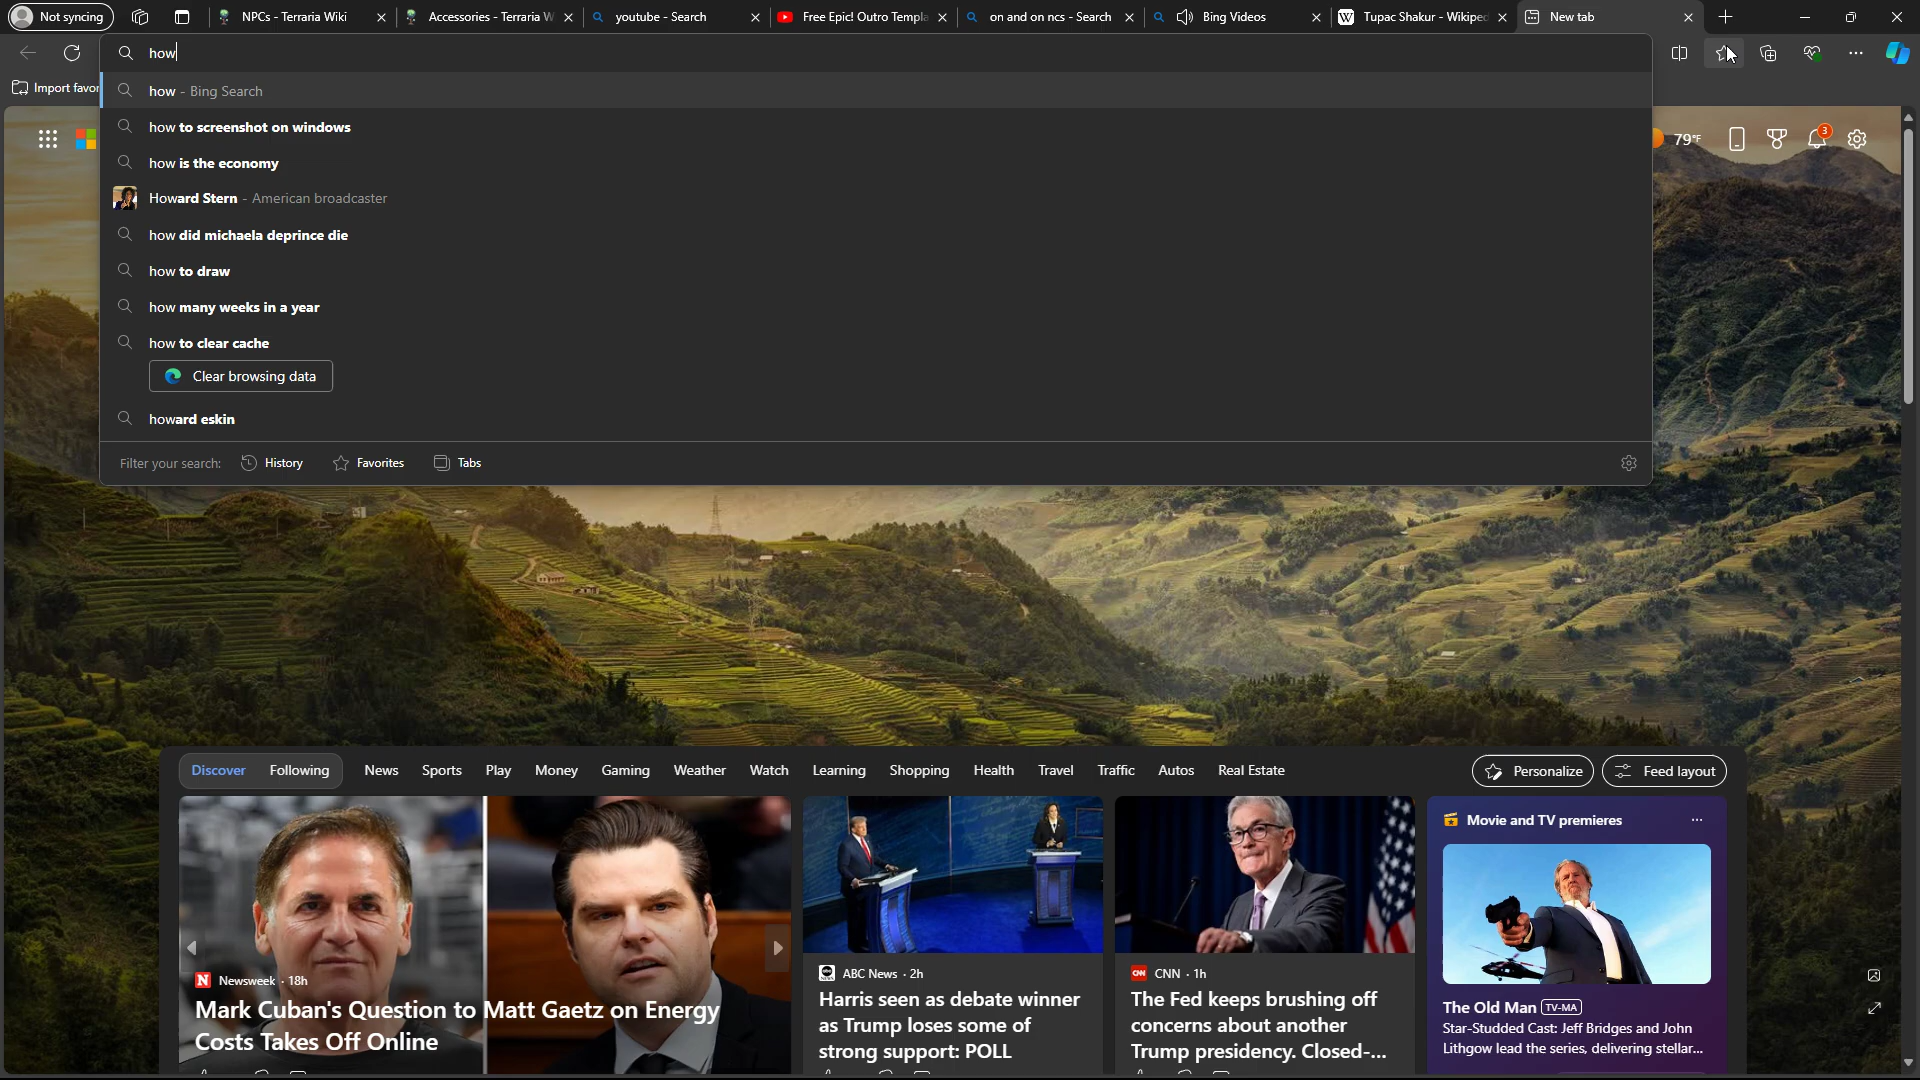 Not syncing
NPCs - Terraria Wiki
Accessories - Terraria W
youtube - Search
Free Epic! Outro Templa
on and on ncs - Search
Bing Videos
Tupac Shakur - Wikiped
New tab
how
Import favor
how - Bing Search
how to screenshot on windows
how is the economy
Howard Stern - American broadcaster
how did michaela deprince die
how to draw
how many weeks in a year
how to clear cache
Clear browsing data
howard eskin
Filter your search: History Favorites Tabs
79°F
3
Discover Following News Sports Play Money Gaming Weather Watch Learning Shopping Health Travel Traffic Autos Real Estate
Personalize Feed layout
Newsweek · 18h
Mark Cuban's Question to Matt Gaetz on Energy
Costs Takes Off Online
ABC News · 2h
Harris seen as debate winner
as Trump loses some of
strong support: POLL
CNN · 1h
The Fed keeps brushing off
concerns about another
Trump presidency. Closed-...
Movie and TV premieres
The Old Man TV-MA
Star-Studded Cast: Jeff Bridges and John
Lithgow lead the series, delivering stellar...